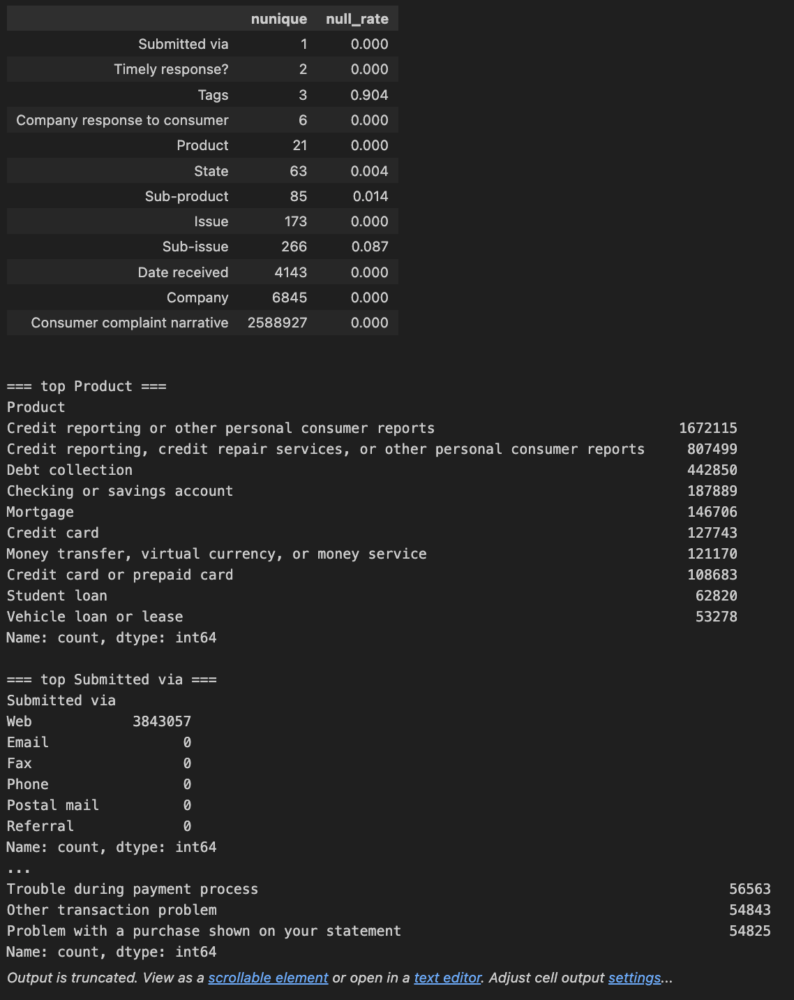 nunique null_rate
Submitted via 1 0.000
Timely response? 2 0.000
Tags 3 0.904
Company response to consumer 6 0.000
Product 21 0.000
State 63 0.004
Sub-product 85 0.014
Issue 173 0.000
Sub-issue 266 0.087
Date received 4143 0.000
Company 6845 0.000
Consumer complaint narrative 2588927 0.000
=== top Product ===
Product
Credit reporting or other personal consumer reports 1672115
Credit reporting, credit repair services, or other personal consumer reports 807499
Debt collection 442850
Checking or savings account 187889
Mortgage 146706
Credit card 127743
Money transfer, virtual currency, or money service 121170
Credit card or prepaid card 108683
Student loan 62820
Vehicle loan or lease 53278
Name: count, dtype: int64
=== top Submitted via ===
Submitted via
Web 3843057
Email 0
Fax 0
Phone 0
Postal mail 0
Referral 0
Name: count, dtype: int64
...
Trouble during payment process 56563
Other transaction problem 54843
Problem with a purchase shown on your statement 54825
Name: count, dtype: int64
Output is truncated. View as a scrollable element or open in a text editor. Adjust cell output settings...